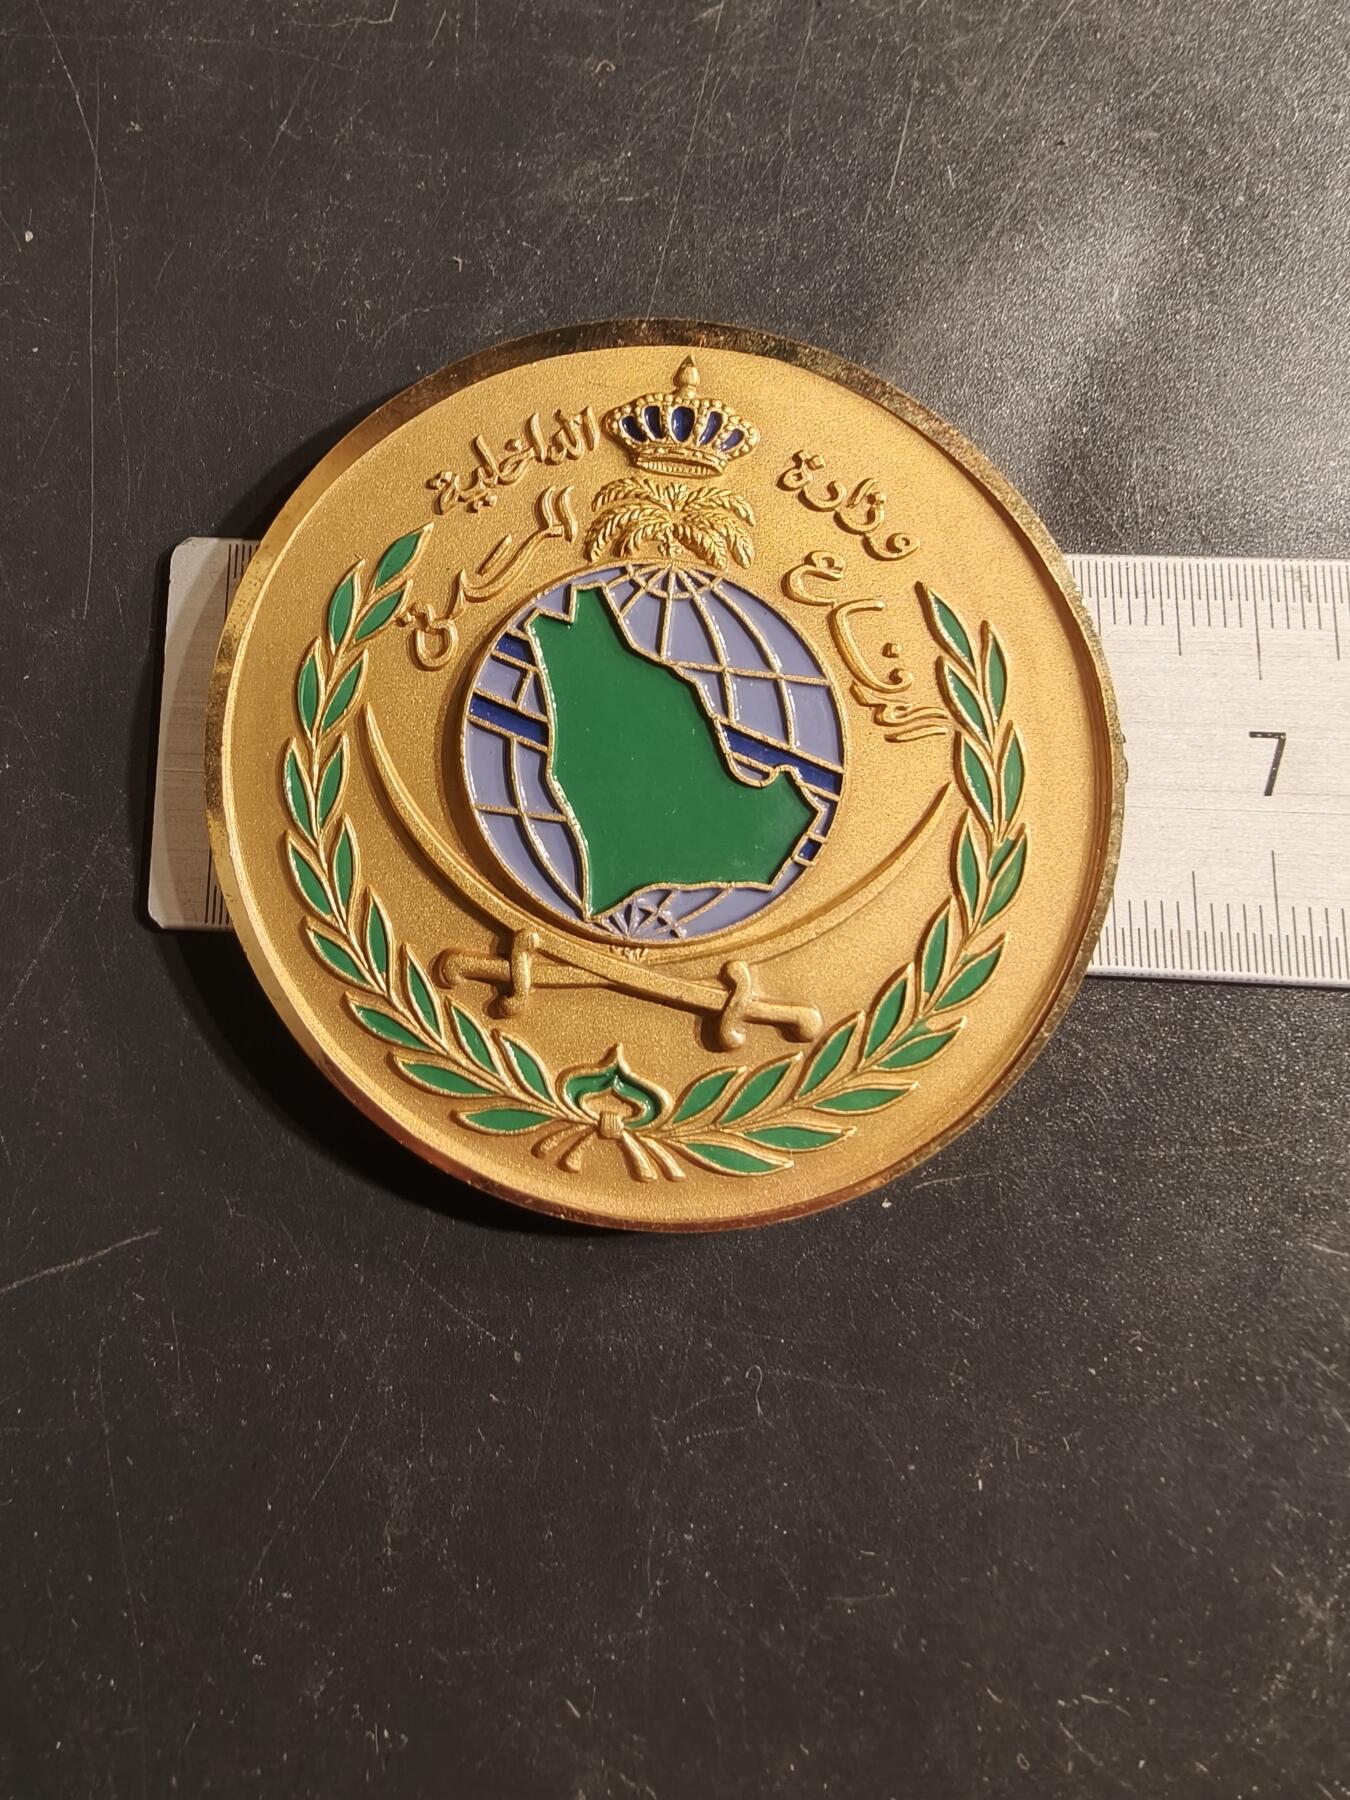 وزارة الداخلية
الدفاع المدني
7